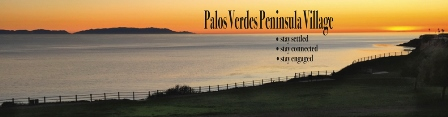 Palos Verdes Peninsula Village
• stay settled
• stay connected
• stay engaged